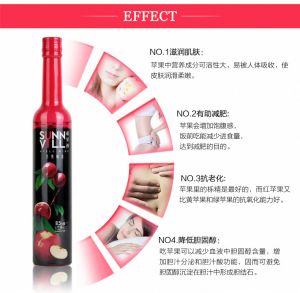 EFFECT
NO.1滋润肌肤:
苹果中营养成分可活性大，易被人体吸收，使
皮肤润滑柔嫩。
NO.2有助减肥:
苹果会增加饱腹感，
饭前吃能减少进食量，
达到减肥的目的。
NO.3抗老化:
苹果里的栎精是最好的，而红苹果又
比黄苹果和绿苹果的抗氧化能力好。
NO4.降低胆固醇:
吃苹果可以减少血液中胆固醇含量，增
加胆汁分泌和胆汁酸功能，因而可避免
胆固醇沉淀在胆汁中形成胆结石。
SUNN
VILL